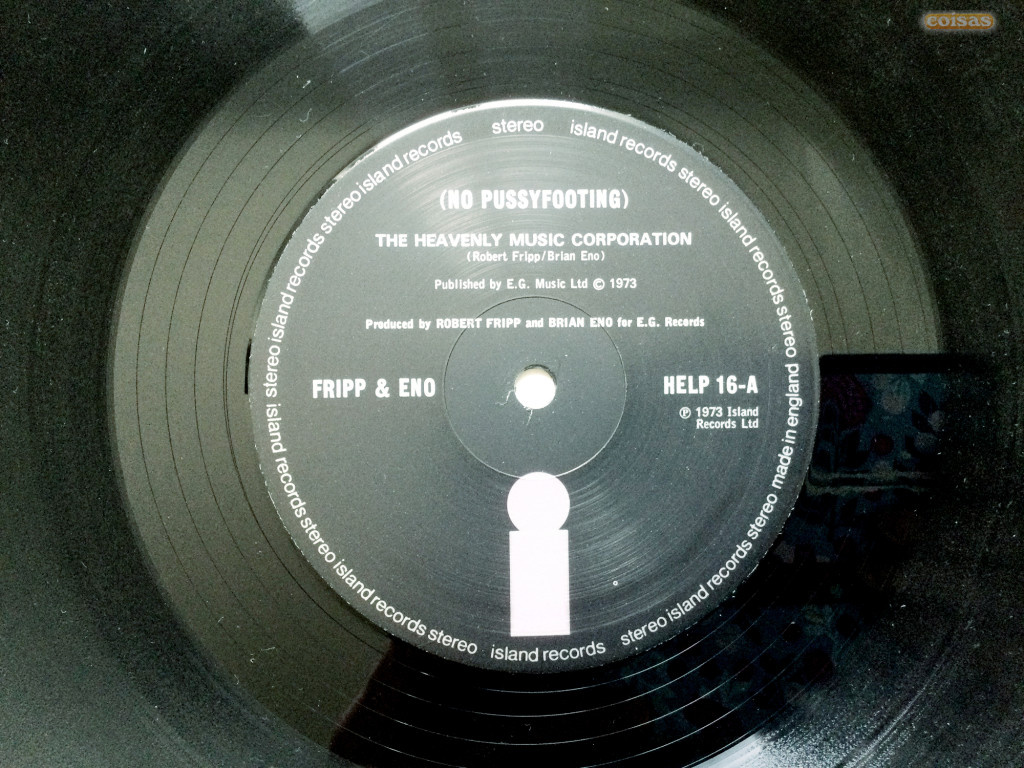 coisas
stereo island records stereo island records stereo island records stereo made in england stereo island records stereo island records stereo island records stereo island records stereo island records
(NO PUSSYFOOTING)
THE HEAVENLY MUSIC CORPORATION
(Robert Fripp/Brian Eno)
Published by E.G. Music Ltd © 1973
Produced by ROBERT FRIPP and BRIAN ENO for E.G. Records
FRIPP & ENO
HELP 16-A
℗ 1973 Island
Records Ltd
i